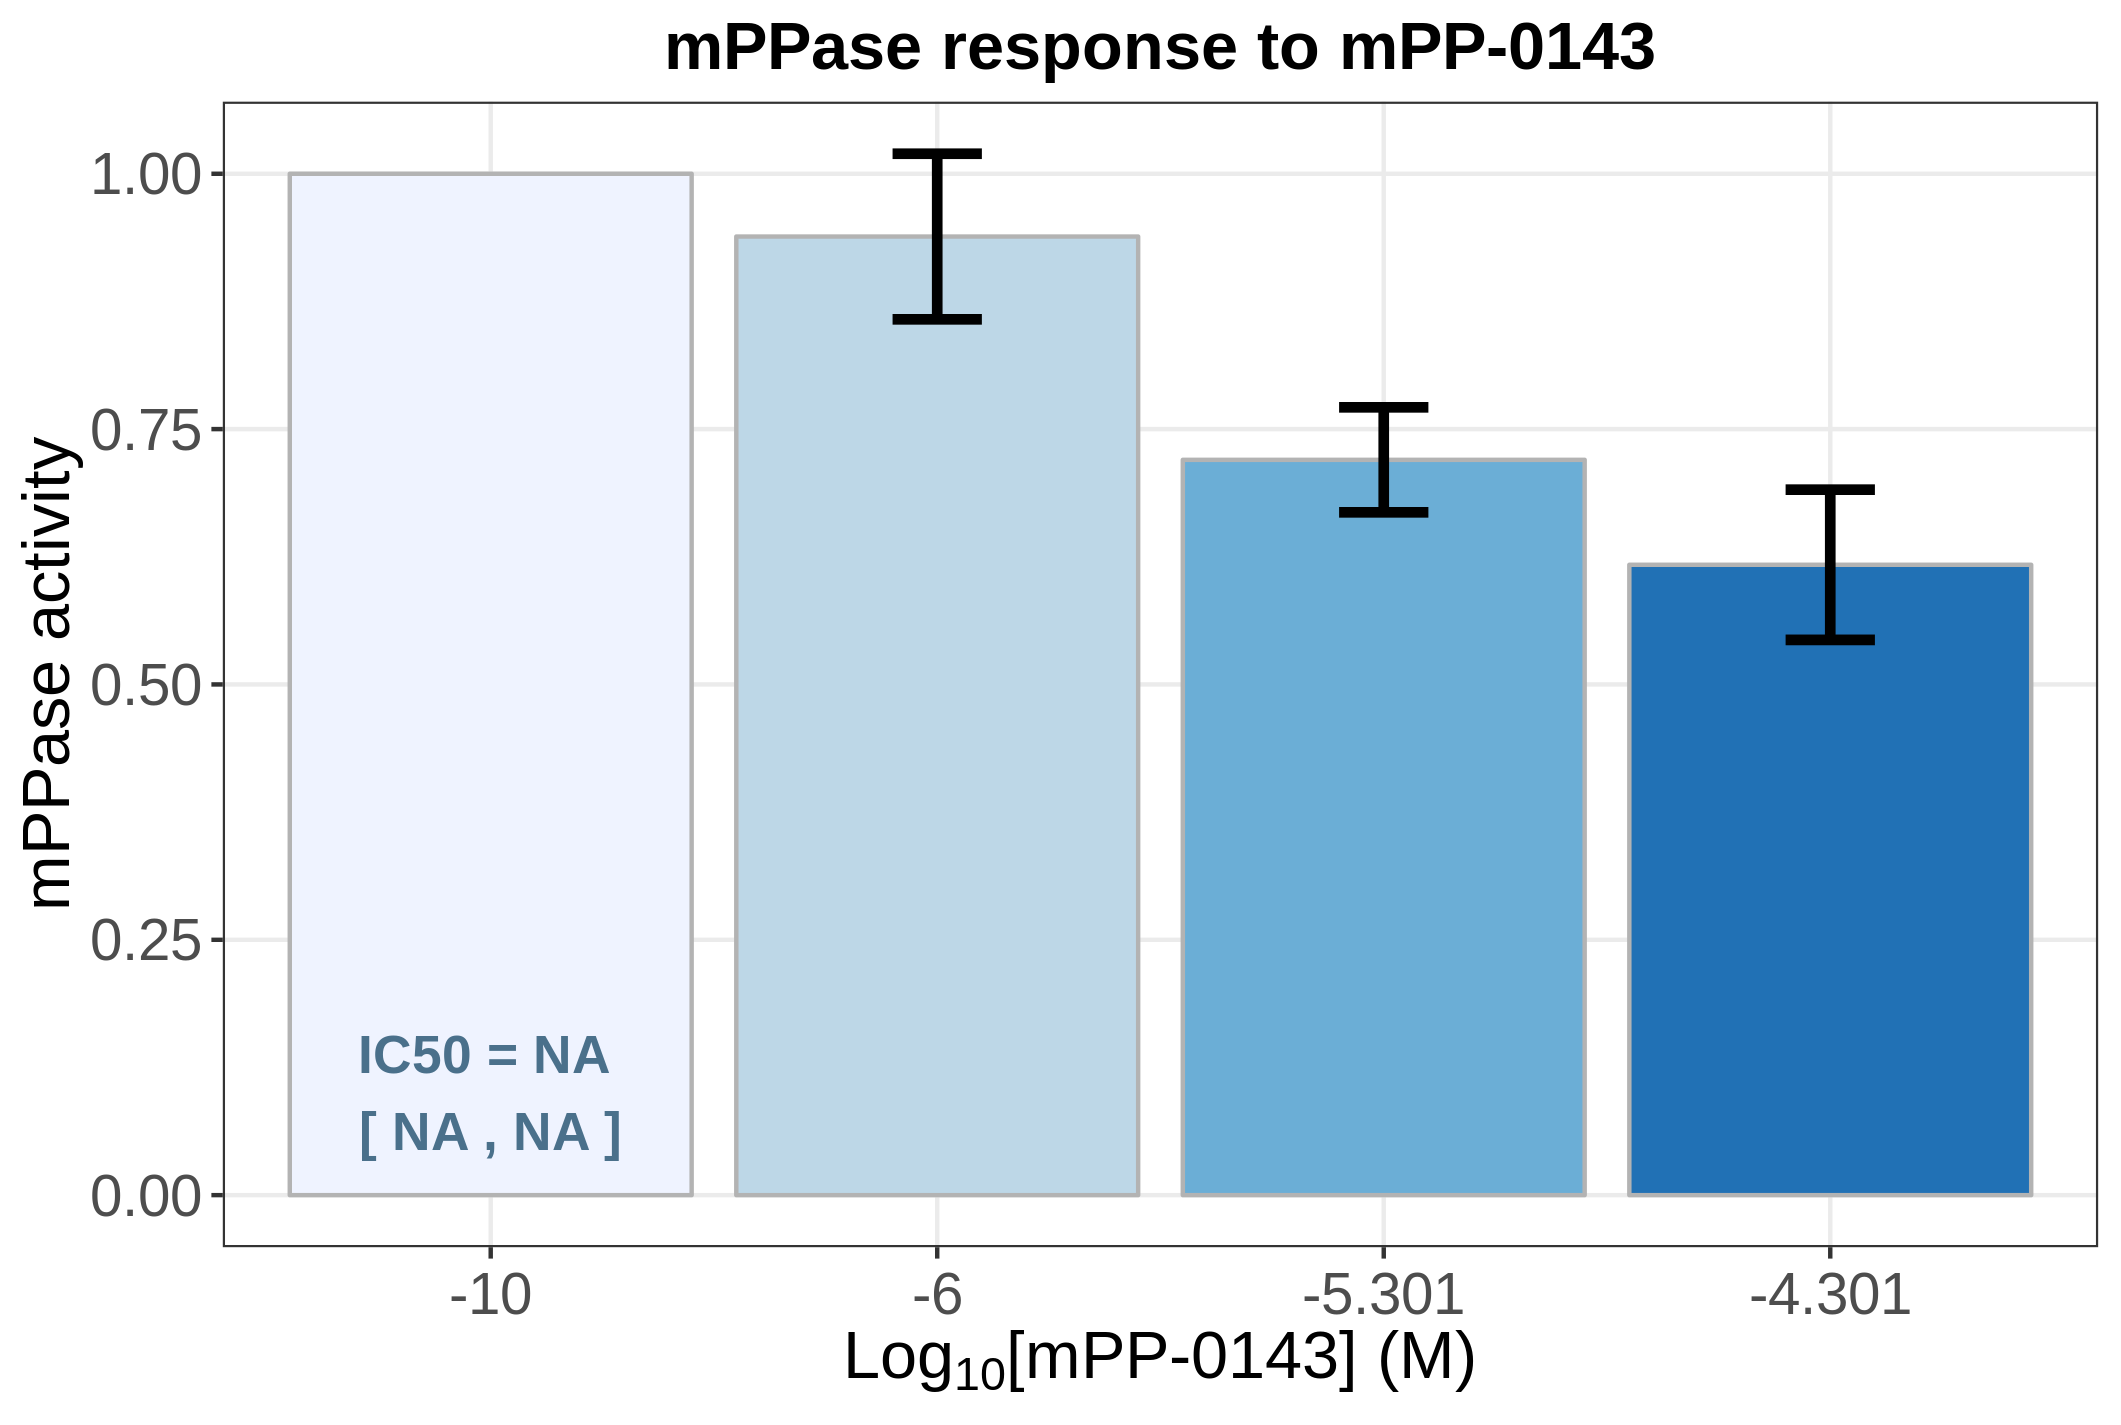 mPPase response to mPP-0143
mPPase activity
1.00
0.75
0.50
0.25
0.00
IC50 = NA
[ NA , NA ]
-10
-6
-5.301
-4.301
Log₁₀[mPP-0143] (M)